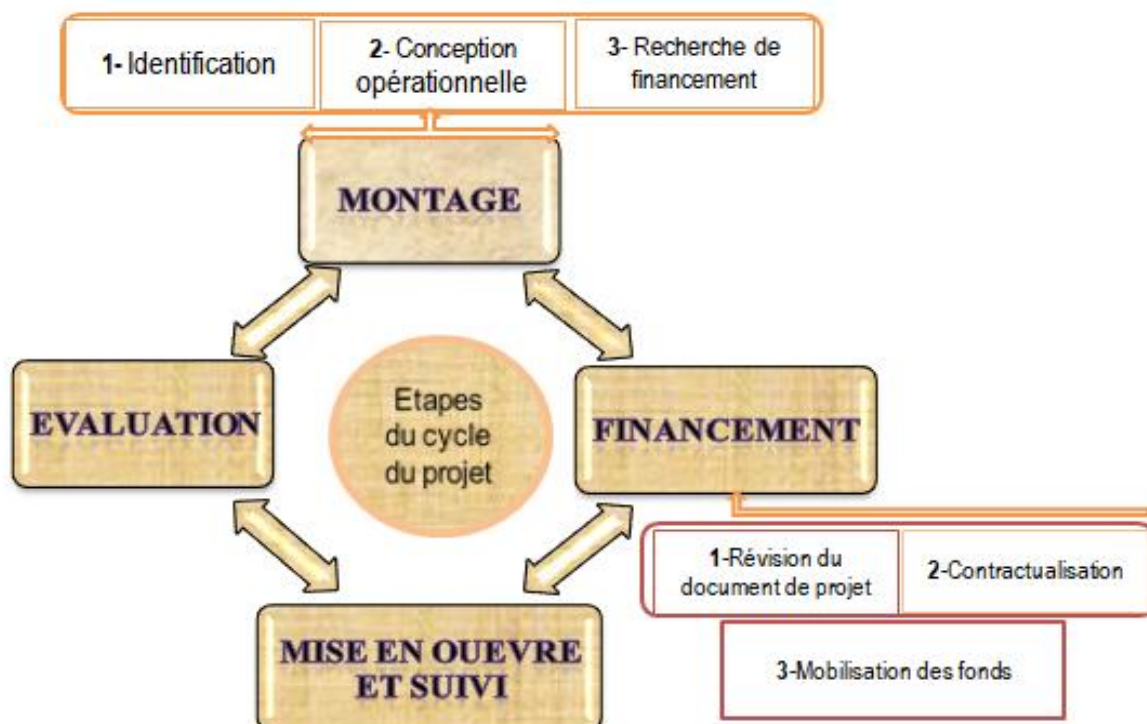 1- Identification
2- Conception
opérationnelle
3- Recherche de
financement
MONTAGE
EVALUATION
Etapes
du cycle
du projet
FINANCEMENT
1-Révision du
document de projet
2-Contractualisation
3-Mobilisation des fonds
MISE EN OUEVRE
ET SUIVI